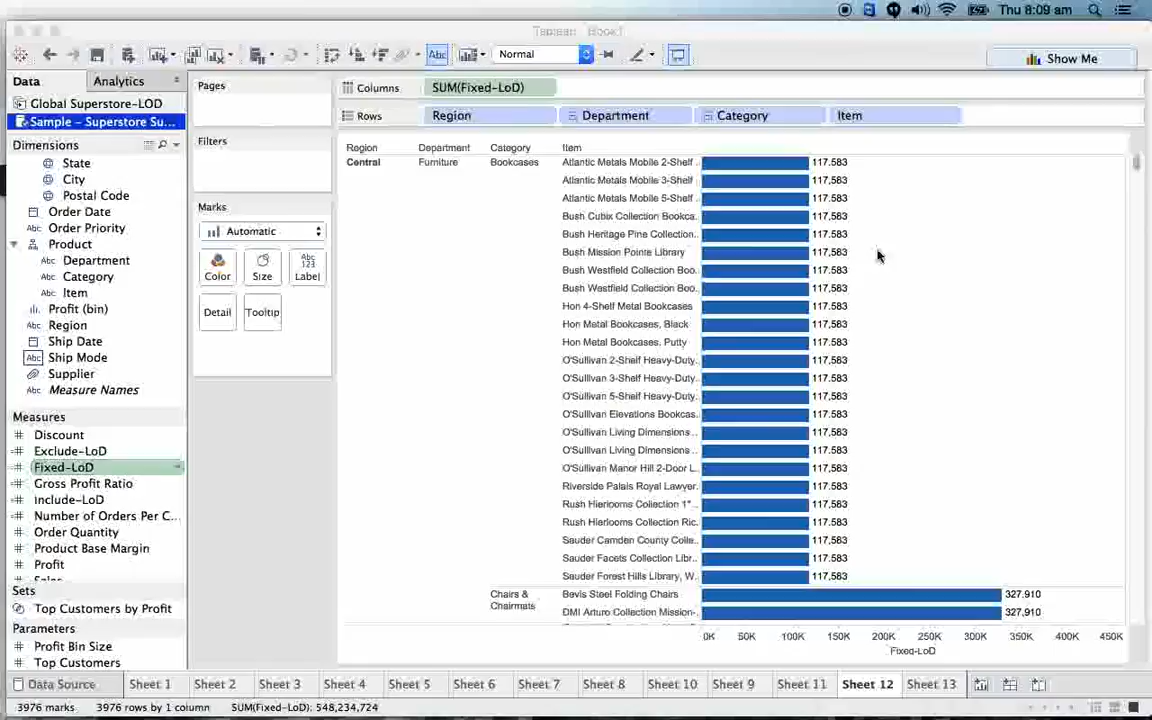 Thu 8:09 am
Tableau - Book1
Abc
Normal
Show Me
Data
Analytics
Global Superstore-LOD
Sample - Superstore Su...
Dimensions
State
City
Postal Code
Order Date
Abc Order Priority
Product
Abc Department
Abc Category
Abc Item
Profit (bin)
Abc Region
Ship Date
Abc Ship Mode
Supplier
Abc Measure Names
Measures
Discount
Exclude-LoD
Fixed-LoD
Gross Profit Ratio
Include-LoD
Number of Orders Per C...
Order Quantity
Product Base Margin
Profit
Sales
Sets
Top Customers by Profit
Parameters
Profit Bin Size
Top Customers
Pages
Filters
Marks
Automatic
Color
Size
Abc
123
Label
Detail
Tooltip
Columns
SUM(Fixed-LoD)
Rows
Region
Department
Category
Item
Region Department Category Item
Central Furniture Bookcases Atlantic Metals Mobile 2-Shelf .. 117,583
Atlantic Metals Mobile 3-Shelf .. 117,583
Atlantic Metals Mobile 5-Shelf .. 117,583
Bush Cubix Collection Bookca.. 117,583
Bush Heritage Pine Collection.. 117,583
Bush Mission Pointe Library 117,583
Bush Westfield Collection Boo.. 117,583
Bush Westfield Collection Boo.. 117,583
Hon 4-Shelf Metal Bookcases 117,583
Hon Metal Bookcases, Black 117,583
Hon Metal Bookcases, Putty 117,583
O'Sullivan 2-Shelf Heavy-Duty.. 117,583
O'Sullivan 3-Shelf Heavy-Duty.. 117,583
O'Sullivan 5-Shelf Heavy-Duty.. 117,583
O'Sullivan Elevations Bookcas.. 117,583
O'Sullivan Living Dimensions .. 117,583
O'Sullivan Living Dimensions .. 117,583
O'Sullivan Manor Hill 2-Door L.. 117,583
Riverside Palais Royal Lawyer.. 117,583
Rush Hierlooms Collection 1".. 117,583
Rush Hierlooms Collection Ric.. 117,583
Sauder Camden County Colle.. 117,583
Sauder Facets Collection Libr.. 117,583
Sauder Forest Hills Library, W.. 117,583
Chairs & Chairmats Bevis Steel Folding Chairs 327,910
DMI Arturo Collection Mission-.. 327,910
0K 50K 100K 150K 200K 250K 300K 350K 400K 450K
Fixed-LoD
Data Source
Sheet 1
Sheet 2
Sheet 3
Sheet 4
Sheet 5
Sheet 6
Sheet 7
Sheet 8
Sheet 10
Sheet 9
Sheet 11
Sheet 12
Sheet 13
3976 marks
3976 rows by 1 column
SUM(Fixed-LoD): 548,234,724